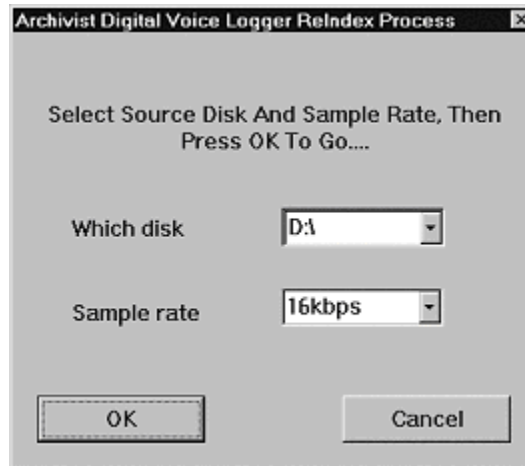 Archivist Digital Voice Logger ReIndex Process
Select Source Disk And Sample Rate, Then
Press OK To Go....
Which disk
D:\
Sample rate
16kbps
OK
Cancel